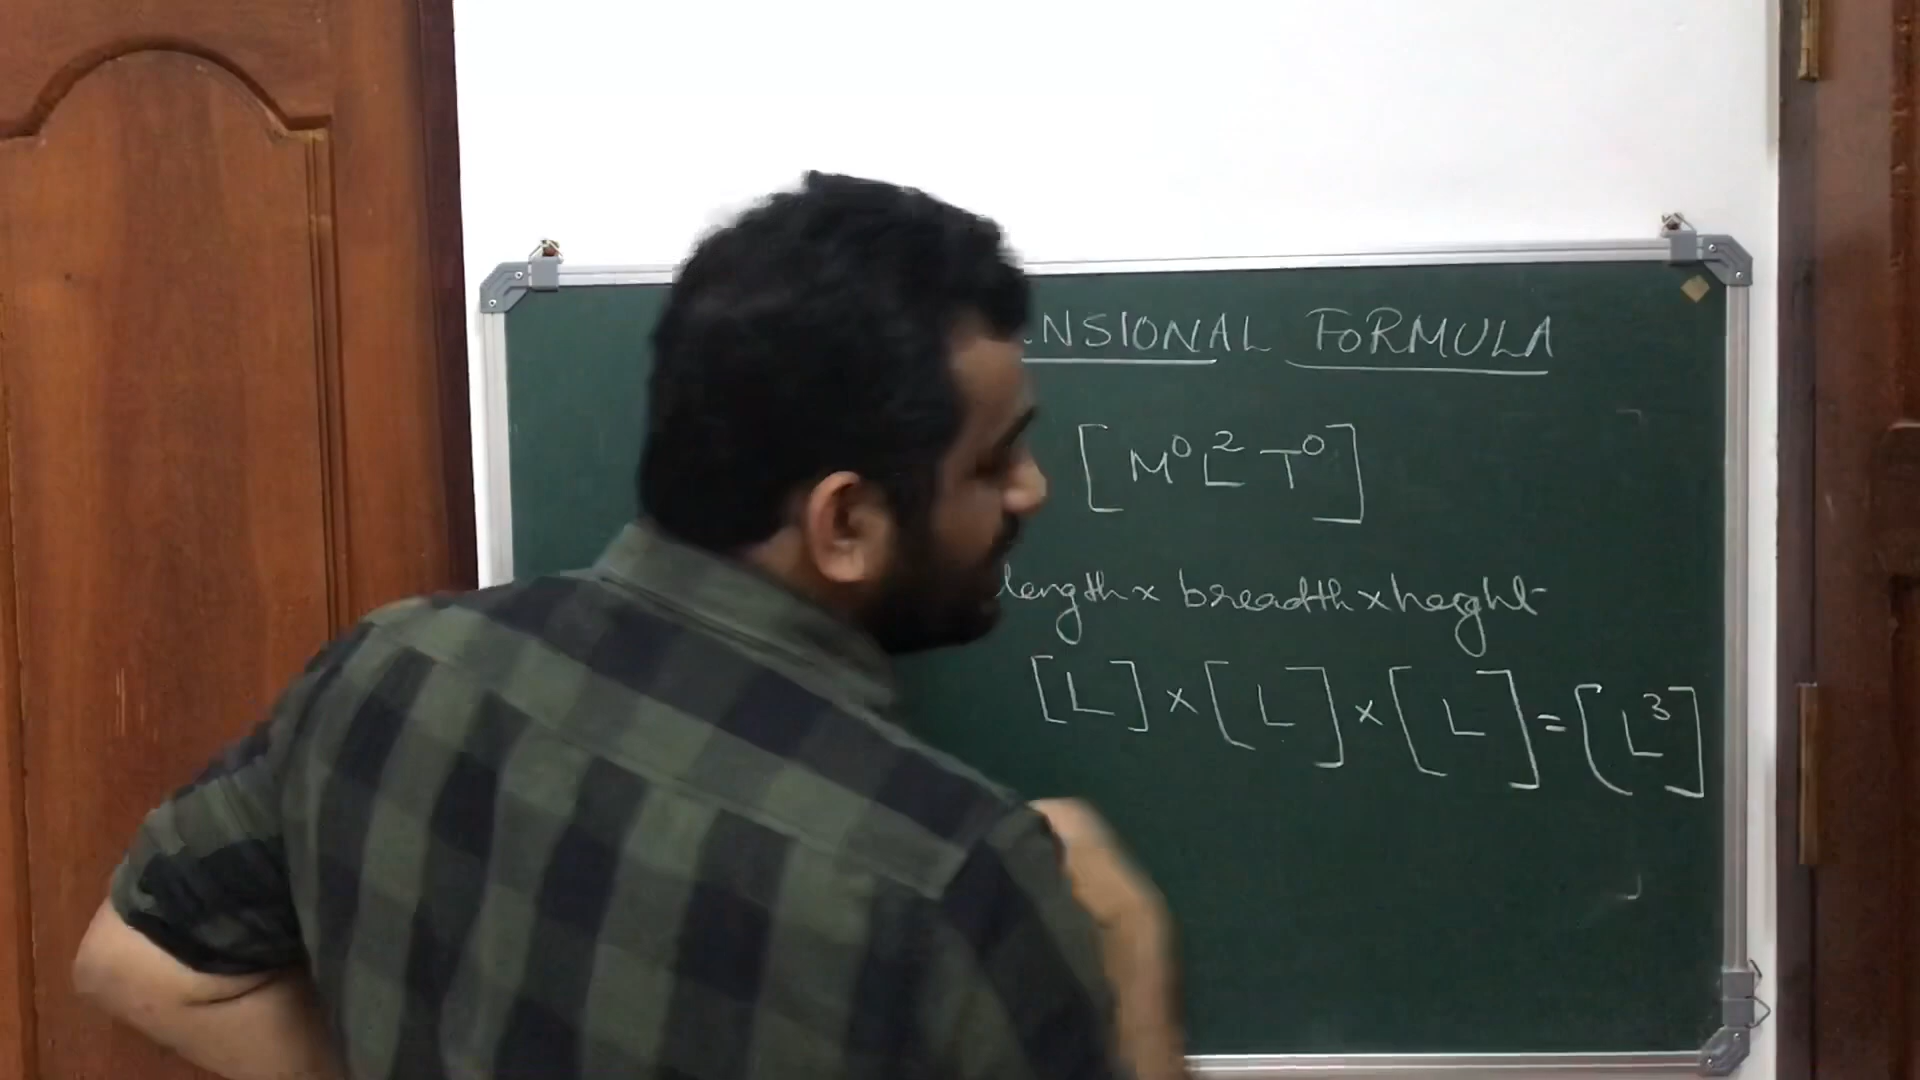 NSIONAL FORMULA
[M⁰L²T⁰]
length x breadth x height
[L] x [L] x [L] = [L³]